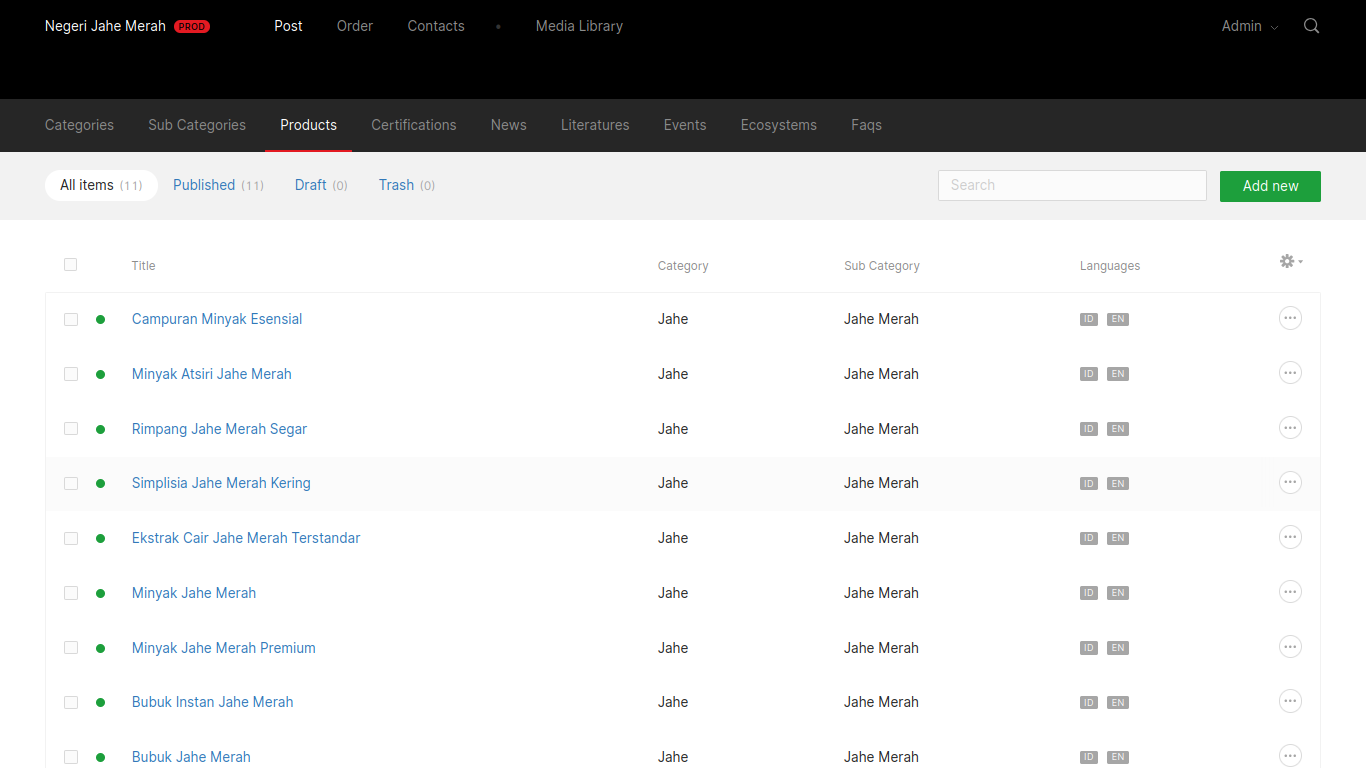 Negeri Jahe Merah PROD Post Order Contacts • Media Library Admin
Categories Sub Categories Products Certifications News Literatures Events Ecosystems Faqs
All items (11) Published (11) Draft (0) Trash (0) Search Add new
Title Category Sub Category Languages
Campuran Minyak Esensial Jahe Jahe Merah ID EN
Minyak Atsiri Jahe Merah Jahe Jahe Merah ID EN
Rimpang Jahe Merah Segar Jahe Jahe Merah ID EN
Simplisia Jahe Merah Kering Jahe Jahe Merah ID EN
Ekstrak Cair Jahe Merah Terstandar Jahe Jahe Merah ID EN
Minyak Jahe Merah Jahe Jahe Merah ID EN
Minyak Jahe Merah Premium Jahe Jahe Merah ID EN
Bubuk Instan Jahe Merah Jahe Jahe Merah ID EN
Bubuk Jahe Merah Jahe Jahe Merah ID EN